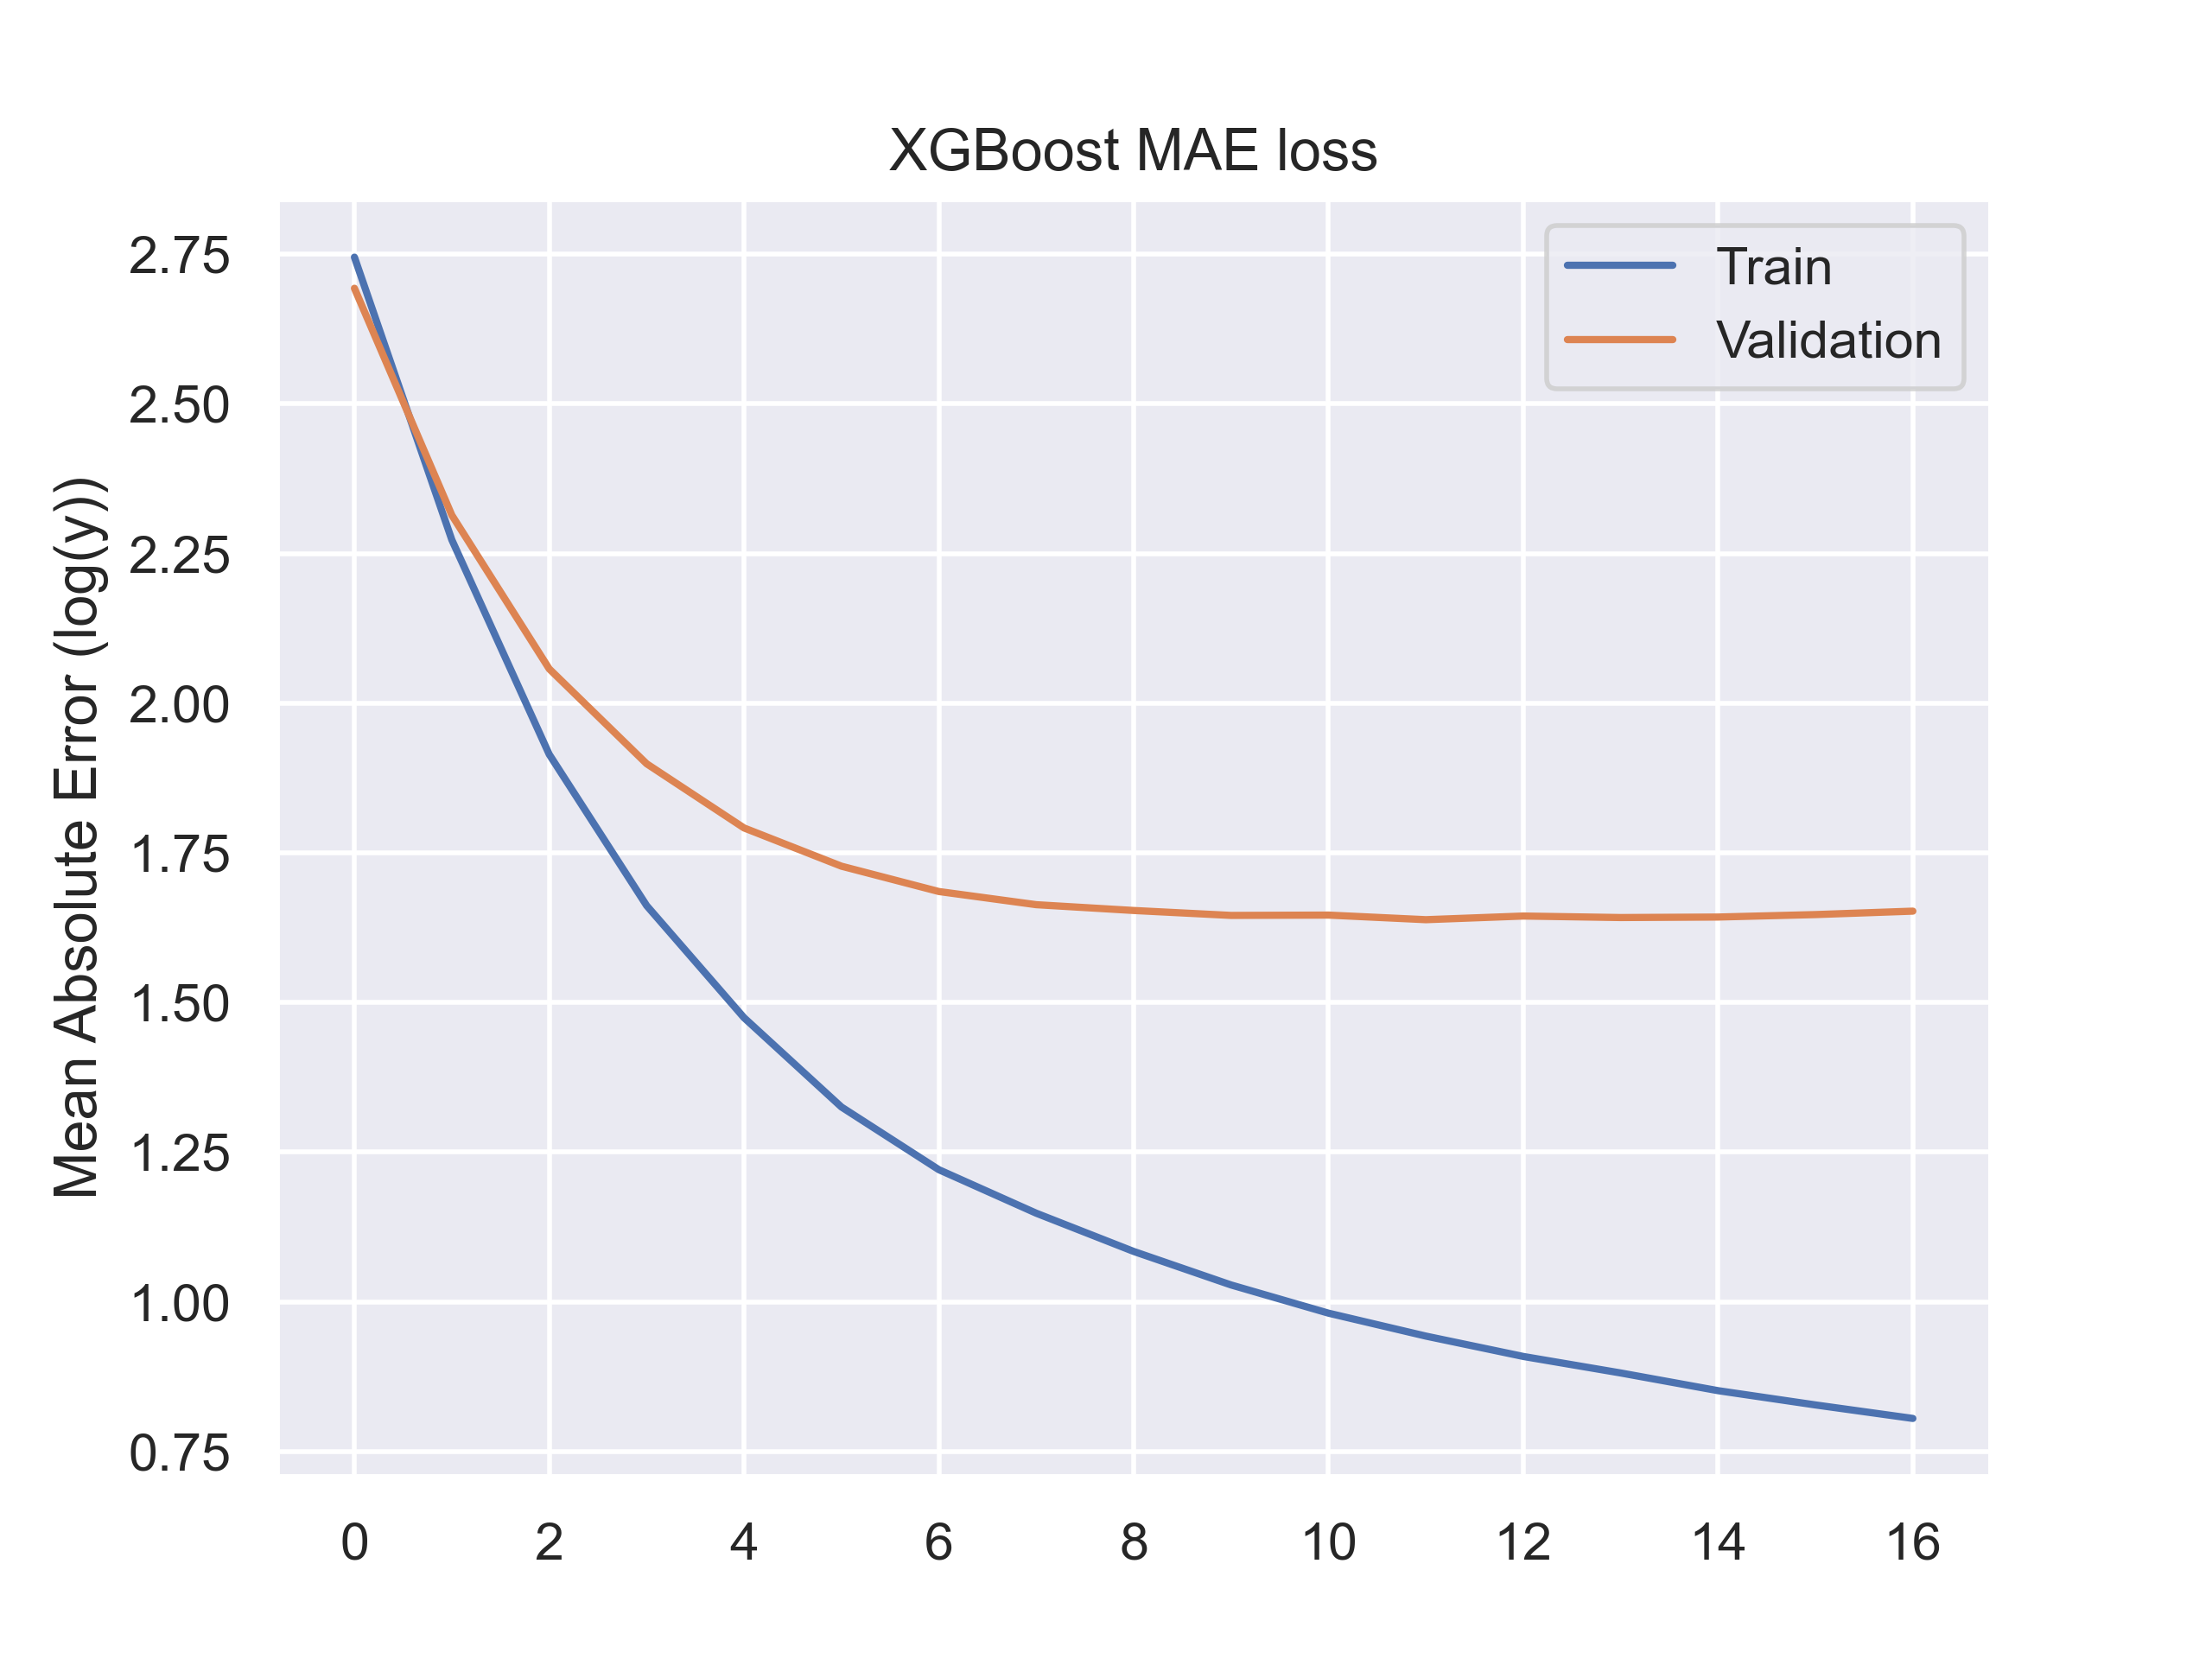 XGBoost MAE loss
Train
Validation
Mean Absolute Error (log(y))
2.75
2.50
2.25
2.00
1.75
1.50
1.25
1.00
0.75
0 2 4 6 8 10 12 14 16